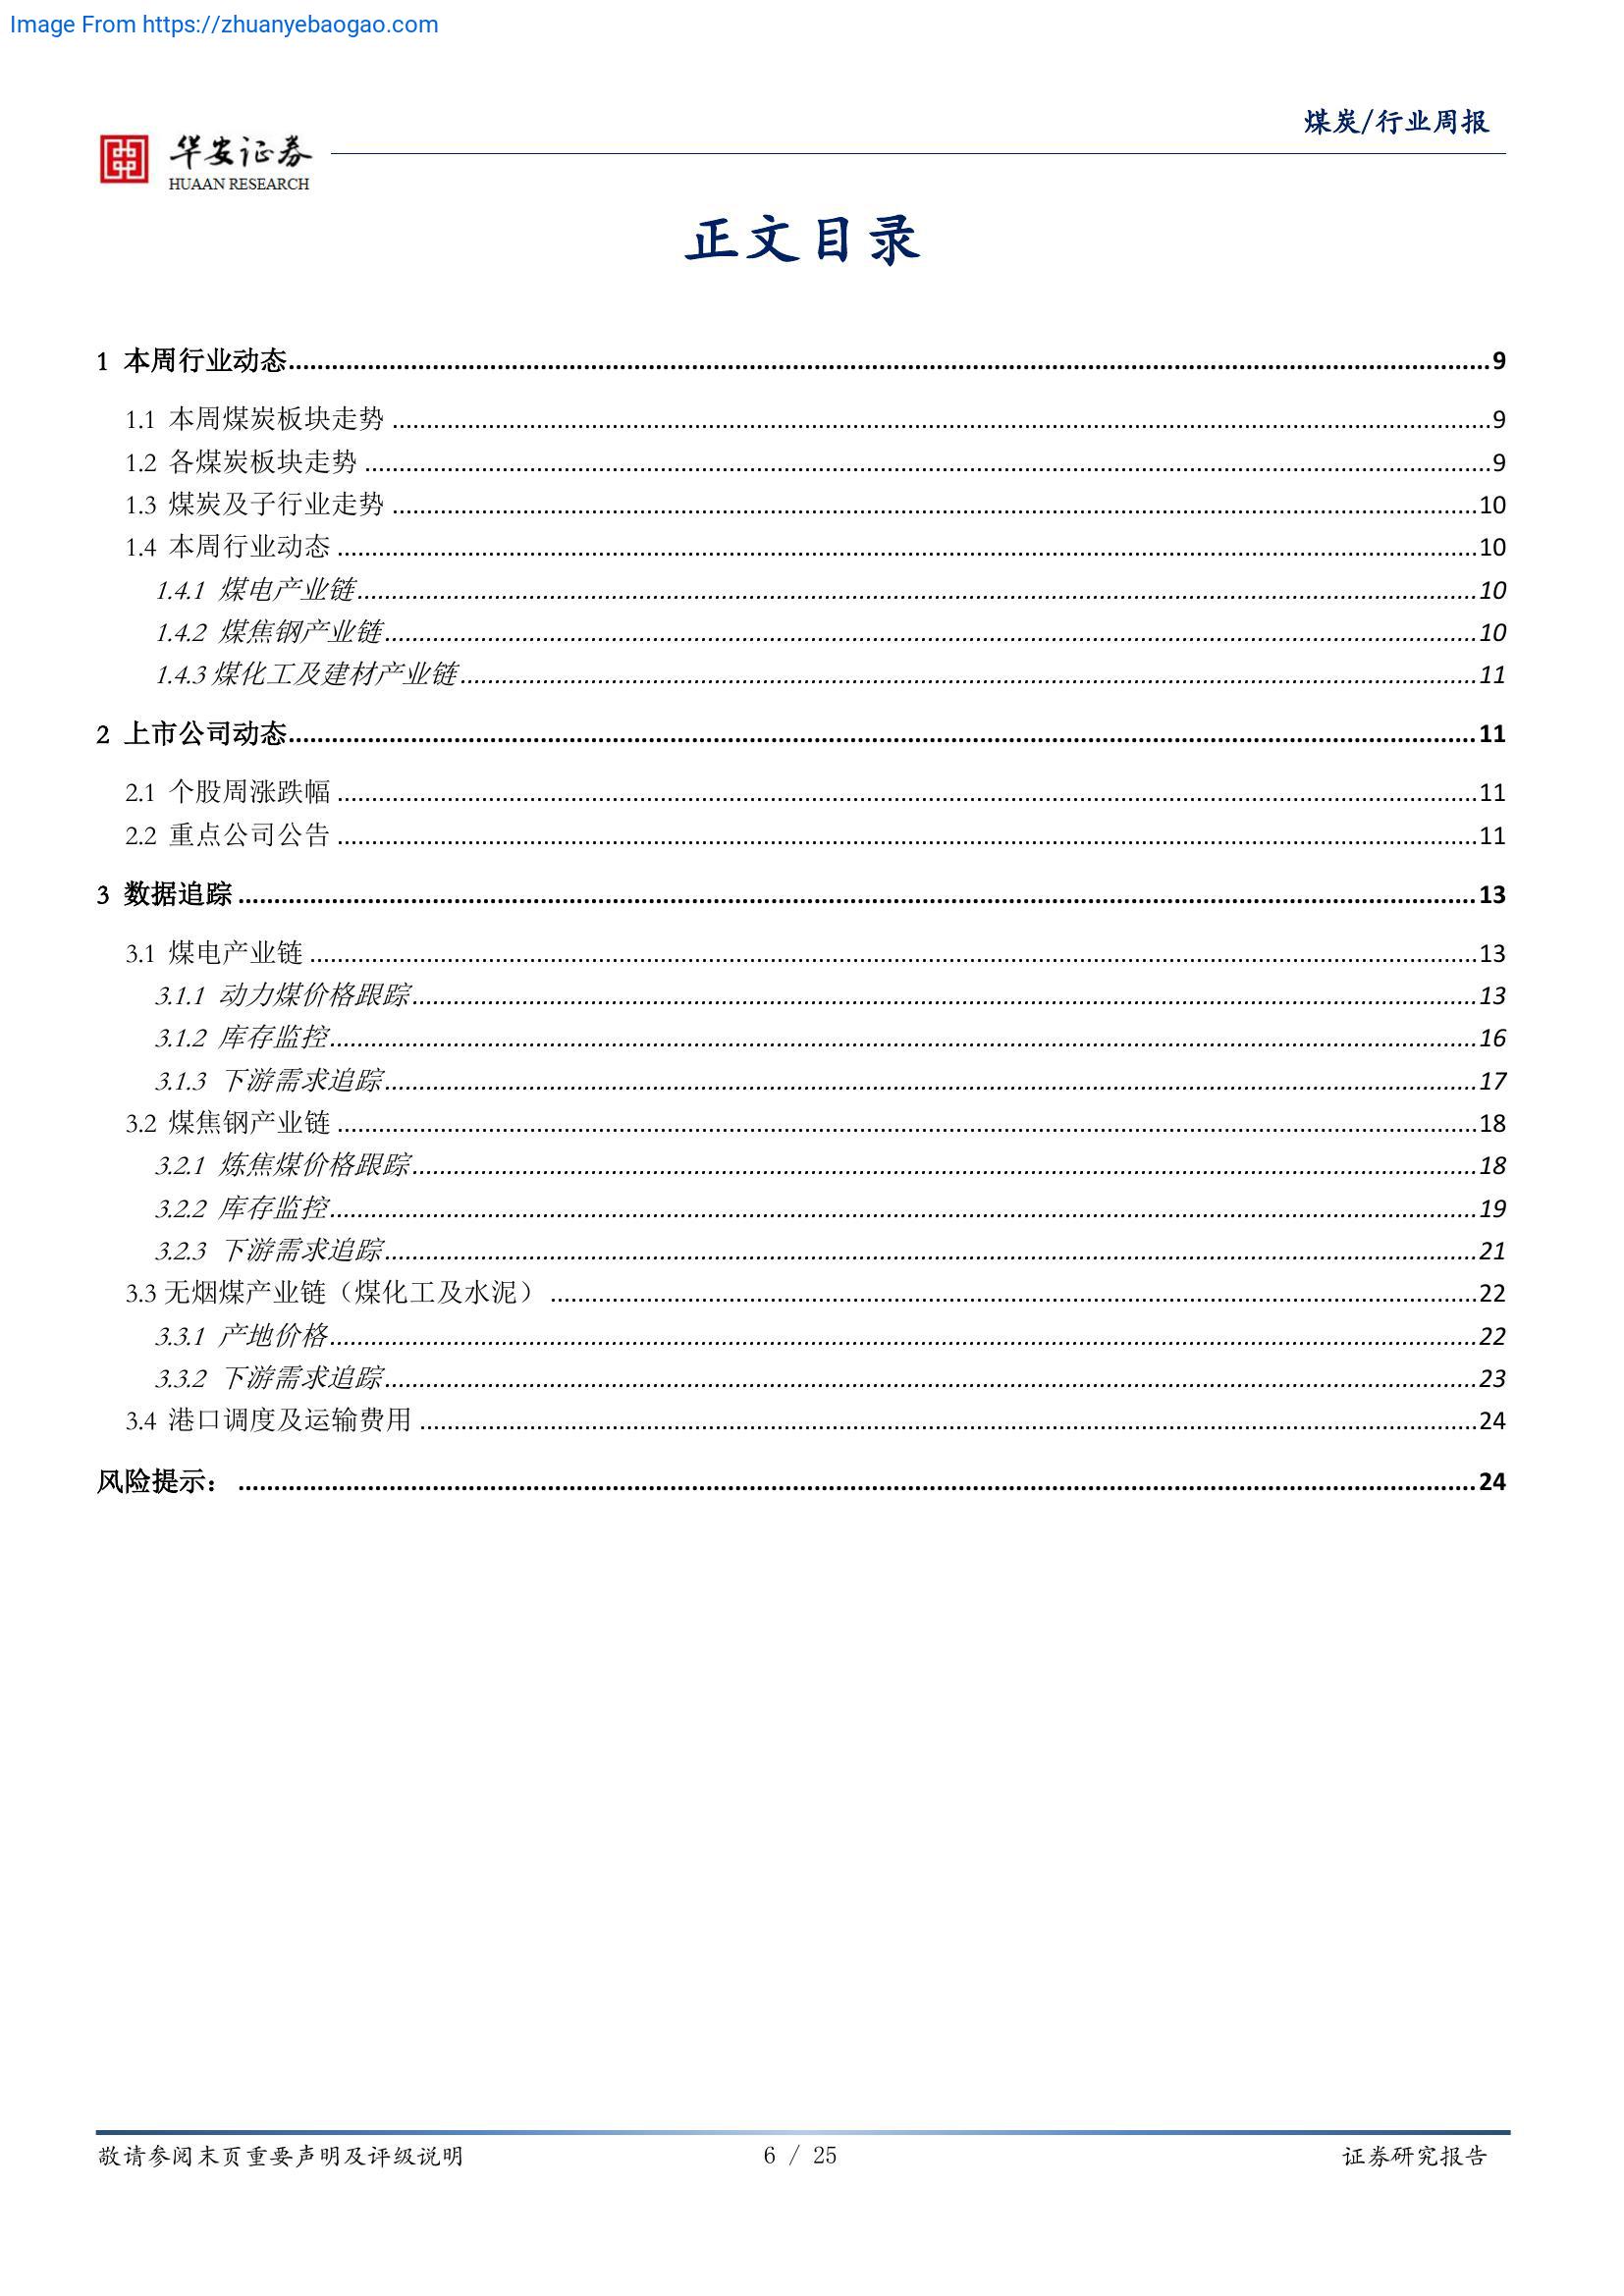 Image From https://zhuanyebaogao.com
煤炭/行业周报
华安证券
HUAAN RESEARCH
正文目录
1 本周行业动态 9
1.1 本周煤炭板块走势 9
1.2 各煤炭板块走势 9
1.3 煤炭及子行业走势 10
1.4 本周行业动态 10
1.4.1 煤电产业链 10
1.4.2 煤焦钢产业链 10
1.4.3煤化工及建材产业链 11
2 上市公司动态 11
2.1 个股周涨跌幅 11
2.2 重点公司公告 11
3 数据追踪 13
3.1 煤电产业链 13
3.1.1 动力煤价格跟踪 13
3.1.2 库存监控 16
3.1.3 下游需求追踪 17
3.2 煤焦钢产业链 18
3.2.1 炼焦煤价格跟踪 18
3.2.2 库存监控 19
3.2.3 下游需求追踪 21
3.3无烟煤产业链（煤化工及水泥） 22
3.3.1 产地价格 22
3.3.2 下游需求追踪 23
3.4 港口调度及运输费用 24
风险提示： 24
敬请参阅末页重要声明及评级说明 6 / 25 证券研究报告